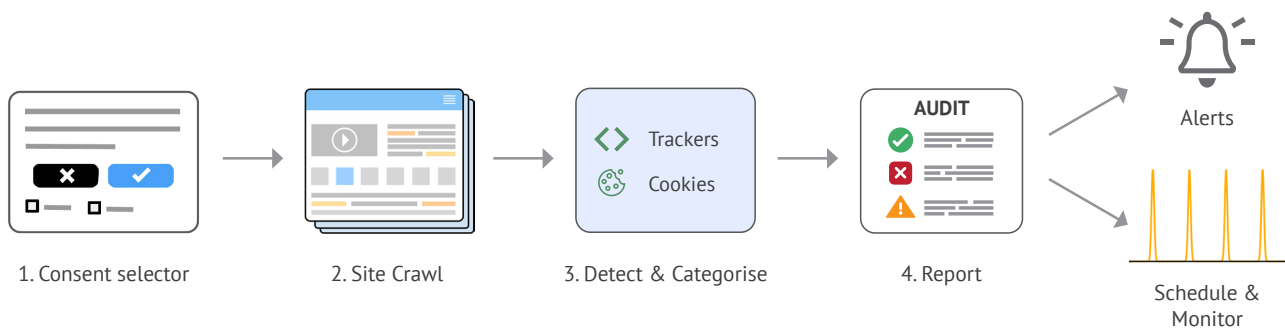 AUDIT
Trackers
Cookies
Alerts
1. Consent selector
2. Site Crawl
3. Detect & Categorise
4. Report
Schedule &
Monitor